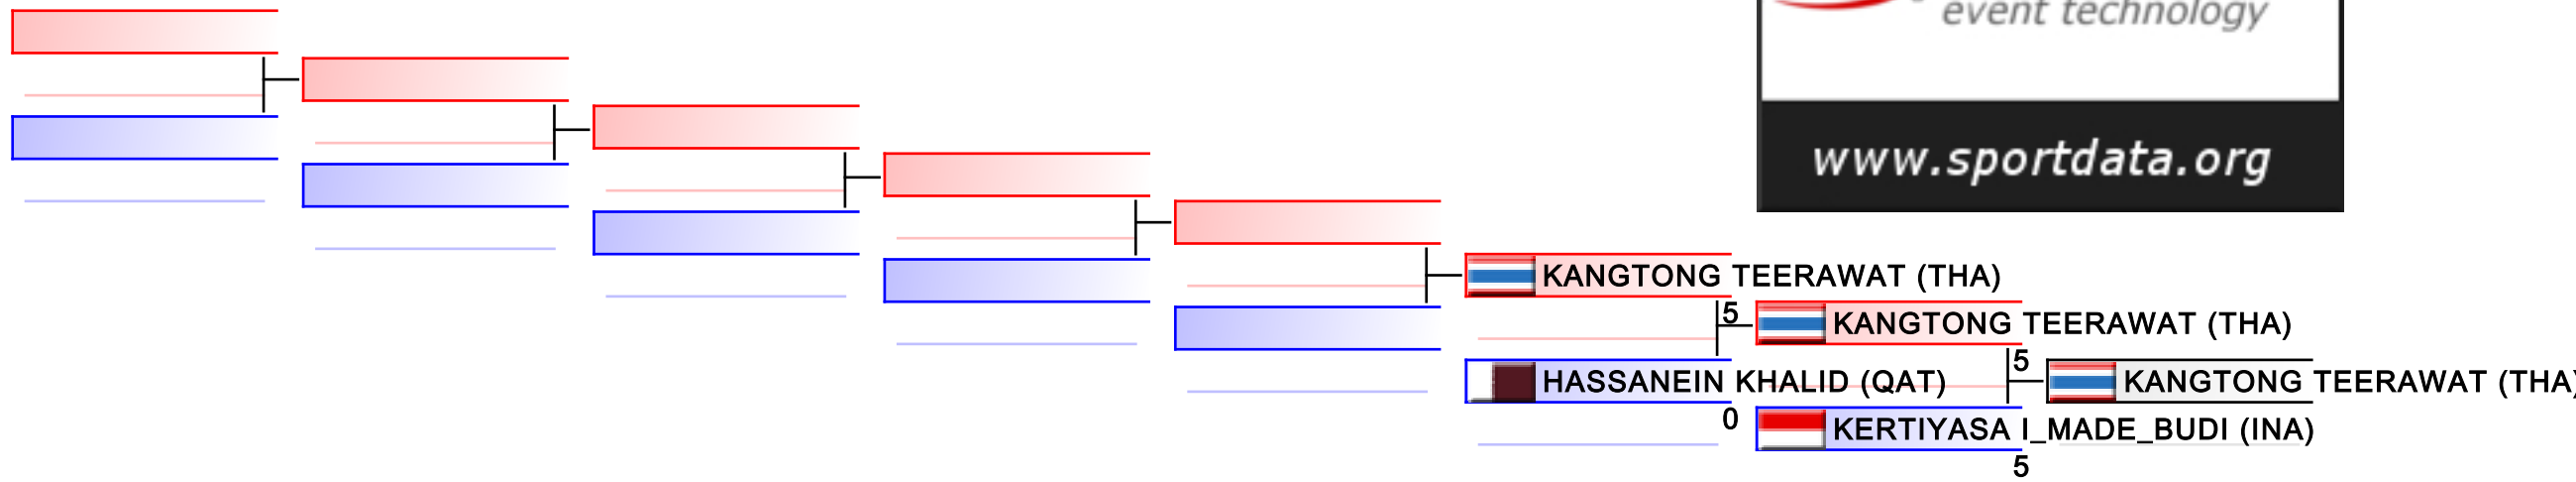 event technology
www.sportdata.org
KANGTONG TEERAWAT (THA)
5
KANGTONG TEERAWAT (THA)
5
HASSANEIN KHALID (QAT)
KANGTONG TEERAWAT (THA)
0
KERTIYASA I_MADE_BUDI (INA)
5